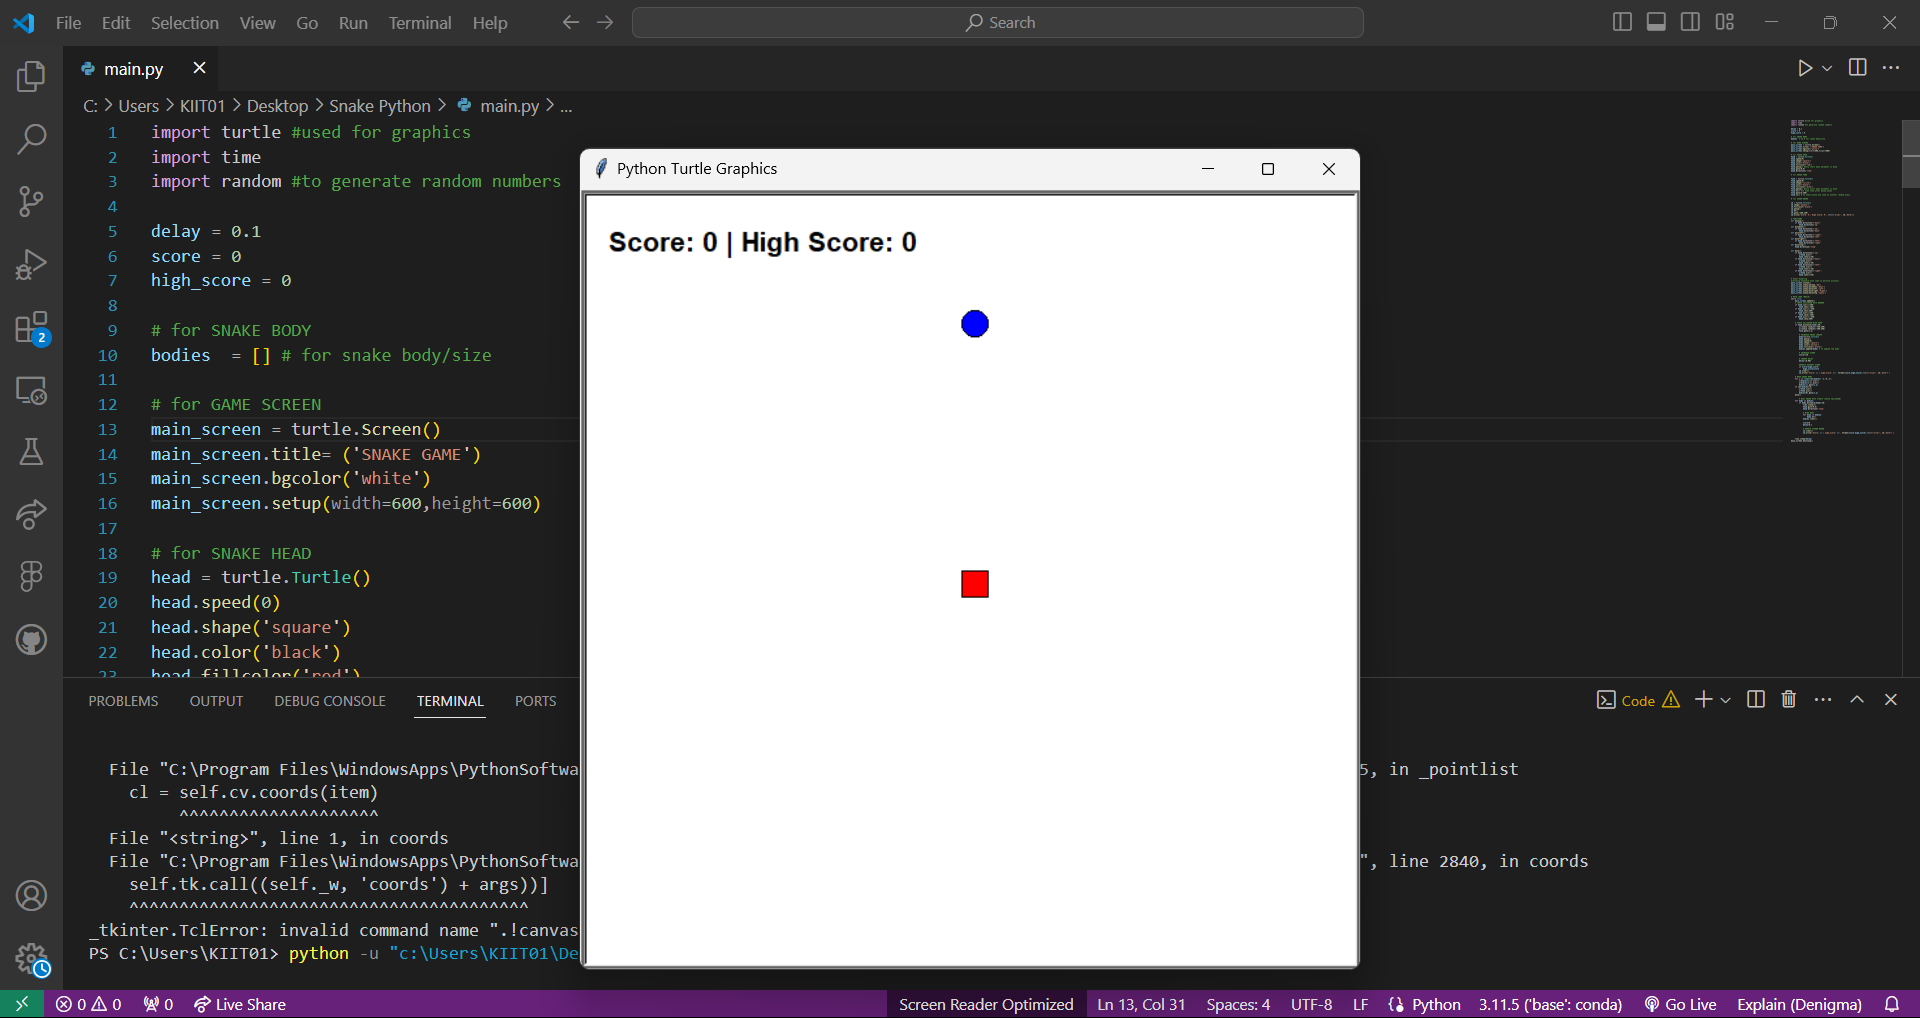 File Edit Selection View Go Run Terminal Help
Search
main.py
C: > Users > KIIT01 > Desktop > Snake Python > main.py > ...
1 import turtle #used for graphics
2 import time
3 import random #to generate random numbers
4
5 delay = 0.1
6 score = 0
7 high_score = 0
8
9 # for SNAKE BODY
10 bodies  = [] # for snake body/size
11
12 # for GAME SCREEN
13 main_screen = turtle.Screen()
14 main_screen.title= ('SNAKE GAME')
15 main_screen.bgcolor('white')
16 main_screen.setup(width=600,height=600)
17
18 # for SNAKE HEAD
19 head = turtle.Turtle()
20 head.speed(0)
21 head.shape('square')
22 head.color('black')
23 head.fillcolor('red')
Python Turtle Graphics
Score: 0 | High Score: 0
PROBLEMS OUTPUT DEBUG CONSOLE TERMINAL PORTS
Code
File "C:\Program Files\WindowsApps\PythonSoftwa 5, in _pointlist
cl = self.cv.coords(item)
^^^^^^^^^^^^^^^^^^^^
File "<string>", line 1, in coords
File "C:\Program Files\WindowsApps\PythonSoftwa ", line 2840, in coords
self.tk.call((self._w, 'coords') + args))]
^^^^^^^^^^^^^^^^^^^^^^^^^^^^^^^^^^^^^^^^
_tkinter.TclError: invalid command name ".!canvas
PS C:\Users\KIIT01> python -u "c:\Users\KIIT01\De
2
0 0 0 Live Share Screen Reader Optimized Ln 13, Col 31 Spaces: 4 UTF-8 LF Python 3.11.5 ('base': conda) Go Live Explain (Denigma)